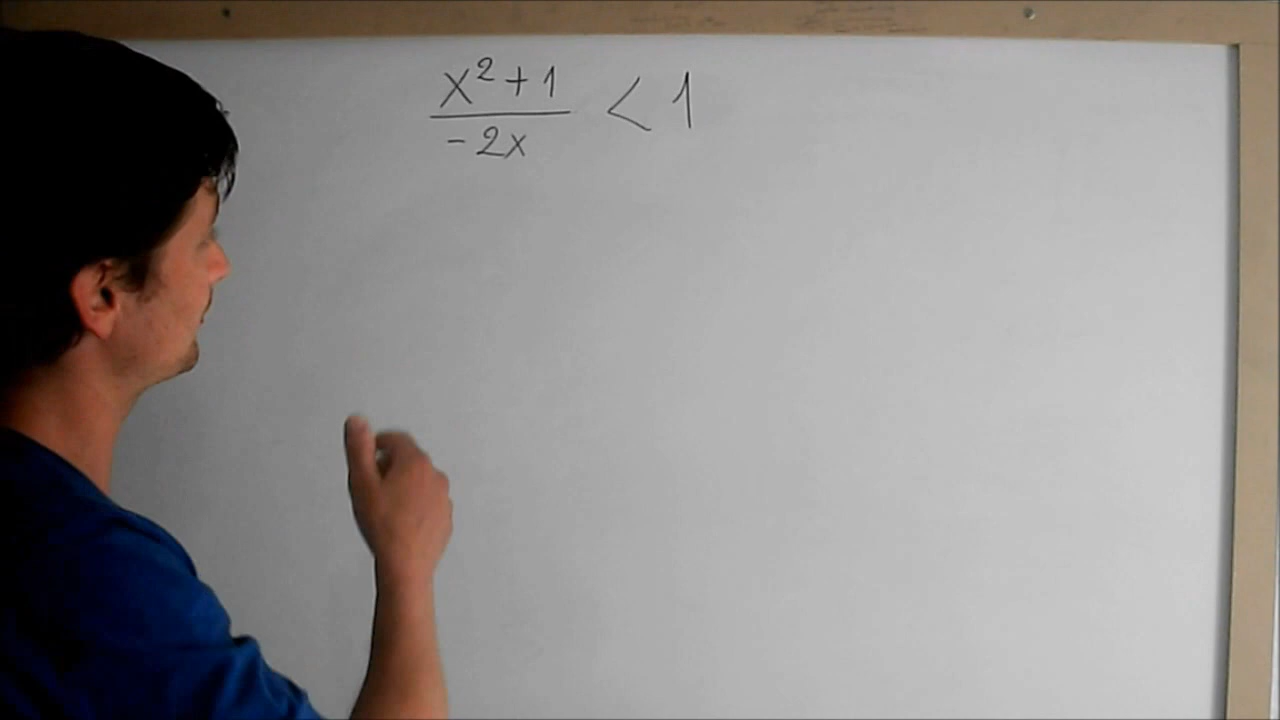 x²+1
———— < 1
-2x